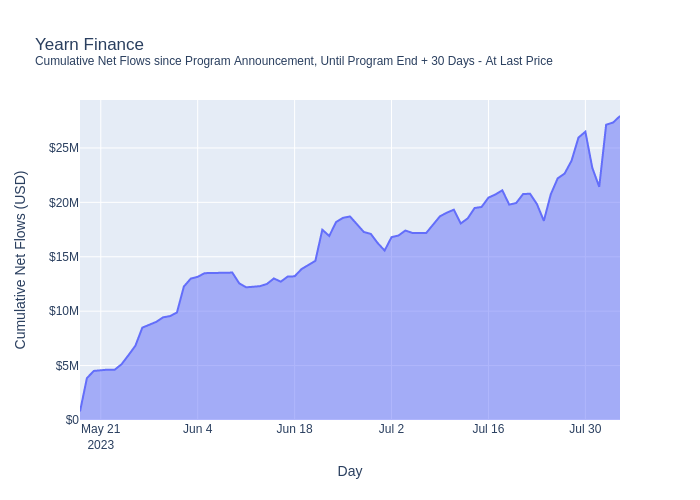 Yearn Finance
Cumulative Net Flows since Program Announcement, Until Program End + 30 Days - At Last Price
Cumulative Net Flows (USD)
$25M
$20M
$15M
$10M
$5M
$0
May 21
2023
Jun 4
Jun 18
Jul 2
Jul 16
Jul 30
Day